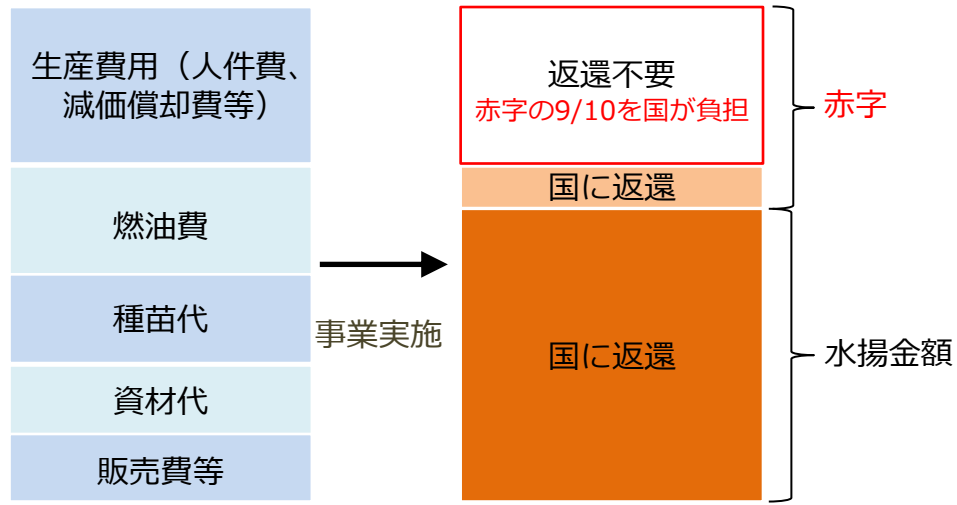 生産費用（人件費、
減価償却費等）
燃油費
種苗代
資材代
販売費等
事業実施
返還不要
赤字の9/10を国が負担
国に返還
国に返還
赤字
水揚金額